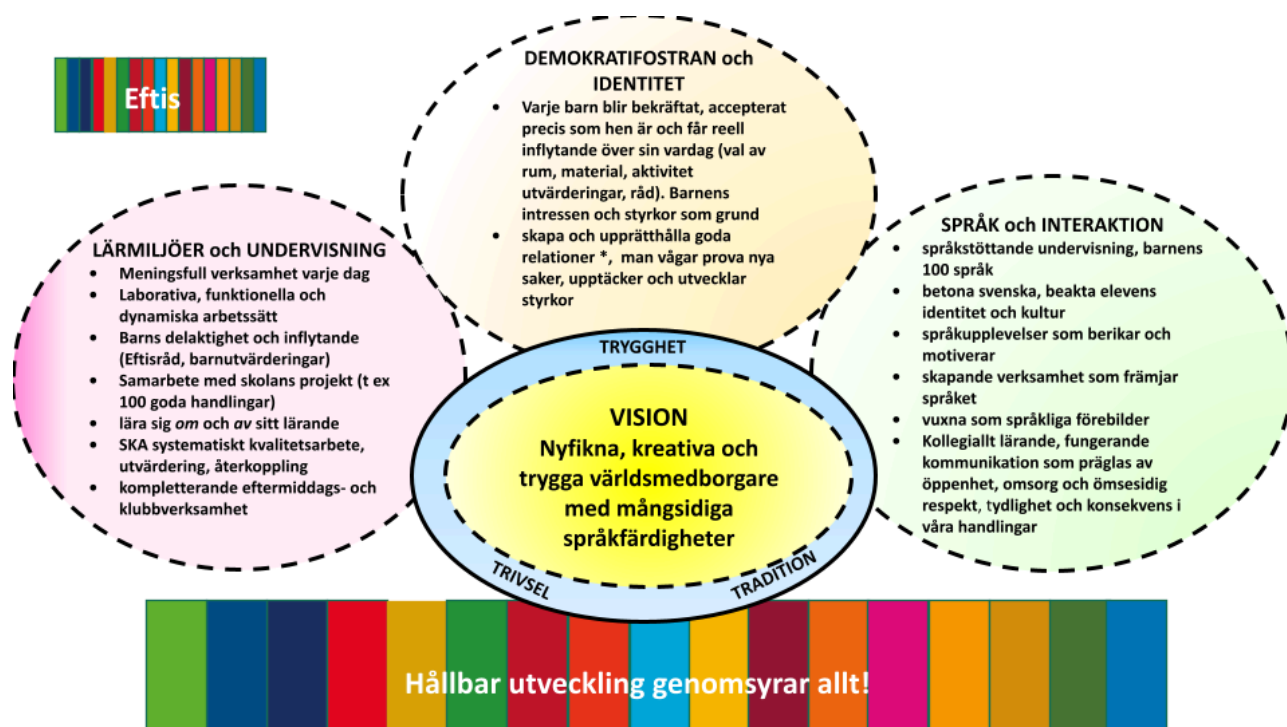 Eftis
DEMOKRATIFOSTRAN och
IDENTITET
• Varje barn blir bekräftat, accepterat
precis som hen är och får reell
inflytande över sin vardag (val av
rum, material, aktivitet
utvärderingar, råd). Barnens
intressen och styrkor som grund
• skapa och upprätthålla goda
relationer *, man vågar prova nya
saker, upptäcker och utvecklar
styrkor
LÄRMILJÖER och UNDERVISNING
• Meningsfull verksamhet varje dag
• Laborativa, funktionella och
dynamiska arbetssätt
• Barns delaktighet och inflytande
(Eftisråd, barnutvärderingar)
• Samarbete med skolans projekt (t ex
100 goda handlingar)
• lära sig om och av sitt lärande
• SKA systematiskt kvalitetsarbete,
utvärdering, återkoppling
• kompletterande eftermiddags- och
klubbverksamhet
SPRÅK och INTERAKTION
• språkstöttande undervisning, barnens
100 språk
• betona svenska, beakta elevens
identitet och kultur
• språkupplevelser som berikar och
motiverar
• skapande verksamhet som främjar
språket
• vuxna som språkliga förebilder
• Kollegiallt lärande, fungerande
kommunikation som präglas av
öppenhet, omsorg och ömsesidig
respekt, tydlighet och konsekvens i
våra handlingar
TRYGGHET
VISION
Nyfikna, kreativa och
trygga världsmedborgare
med mångsidiga
språkfärdigheter
TRIVSEL
TRADITION
Hållbar utveckling genomsyrar allt!